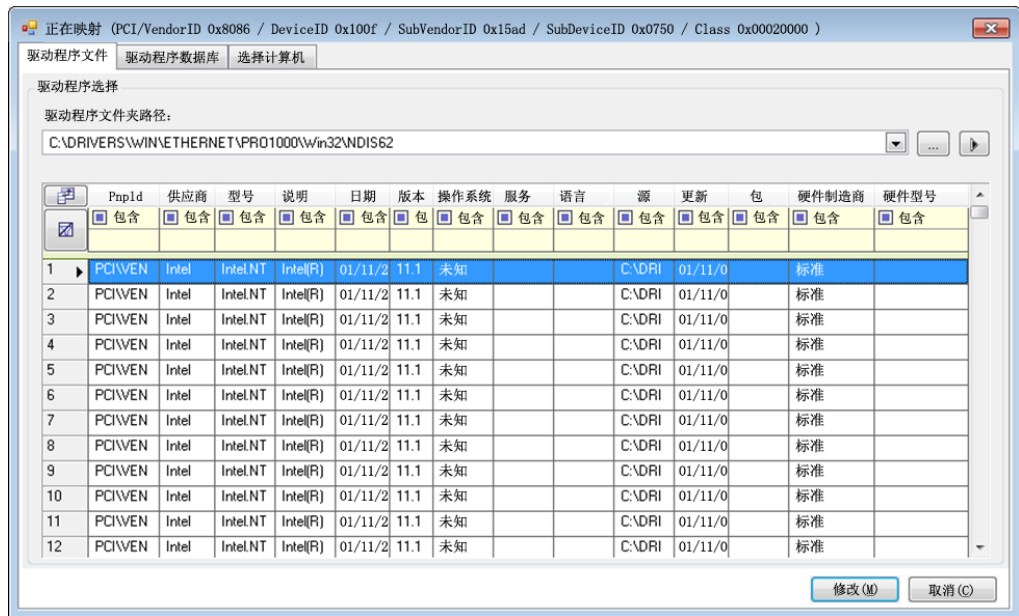 正在映射 (PCI/VendorID 0x8086 / DeviceID 0x100f / SubVendorID 0x15ad / SubDeviceID 0x0750 / Class 0x00020000 )
驱动程序文件 驱动程序数据库 选择计算机
驱动程序选择
驱动程序文件夹路径:
C:\DRIVERS\WIN\ETHERNET\PRO1000\Win32\NDIS62 ...
PnpId 供应商 型号 说明 日期 版本 操作系统 服务 语言 源 更新 包 硬件制造商 硬件型号
包含 包含 包含 包含 包含 包 包含 包含 包含 包含 包含 包含 包含 包含
1 PCI\VEN Intel Intel.NT Intel(R) 01/11/2 11.1 未知 C:\DRI 01/11/0 标准
2 PCI\VEN Intel Intel.NT Intel(R) 01/11/2 11.1 未知 C:\DRI 01/11/0 标准
3 PCI\VEN Intel Intel.NT Intel(R) 01/11/2 11.1 未知 C:\DRI 01/11/0 标准
4 PCI\VEN Intel Intel.NT Intel(R) 01/11/2 11.1 未知 C:\DRI 01/11/0 标准
5 PCI\VEN Intel Intel.NT Intel(R) 01/11/2 11.1 未知 C:\DRI 01/11/0 标准
6 PCI\VEN Intel Intel.NT Intel(R) 01/11/2 11.1 未知 C:\DRI 01/11/0 标准
7 PCI\VEN Intel Intel.NT Intel(R) 01/11/2 11.1 未知 C:\DRI 01/11/0 标准
8 PCI\VEN Intel Intel.NT Intel(R) 01/11/2 11.1 未知 C:\DRI 01/11/0 标准
9 PCI\VEN Intel Intel.NT Intel(R) 01/11/2 11.1 未知 C:\DRI 01/11/0 标准
10 PCI\VEN Intel Intel.NT Intel(R) 01/11/2 11.1 未知 C:\DRI 01/11/0 标准
11 PCI\VEN Intel Intel.NT Intel(R) 01/11/2 11.1 未知 C:\DRI 01/11/0 标准
12 PCI\VEN Intel Intel.NT Intel(R) 01/11/2 11.1 未知 C:\DRI 01/11/0 标准
修改(M) 取消(C)